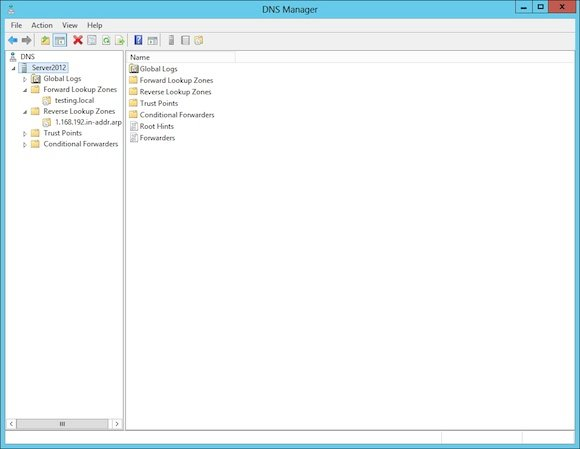 DNS Manager
File Action View Help
DNS
Server2012
Global Logs
Forward Lookup Zones
testing.local
Reverse Lookup Zones
1.168.192.in-addr.arp
Trust Points
Conditional Forwarders
Name
Global Logs
Forward Lookup Zones
Reverse Lookup Zones
Trust Points
Conditional Forwarders
Root Hints
Forwarders